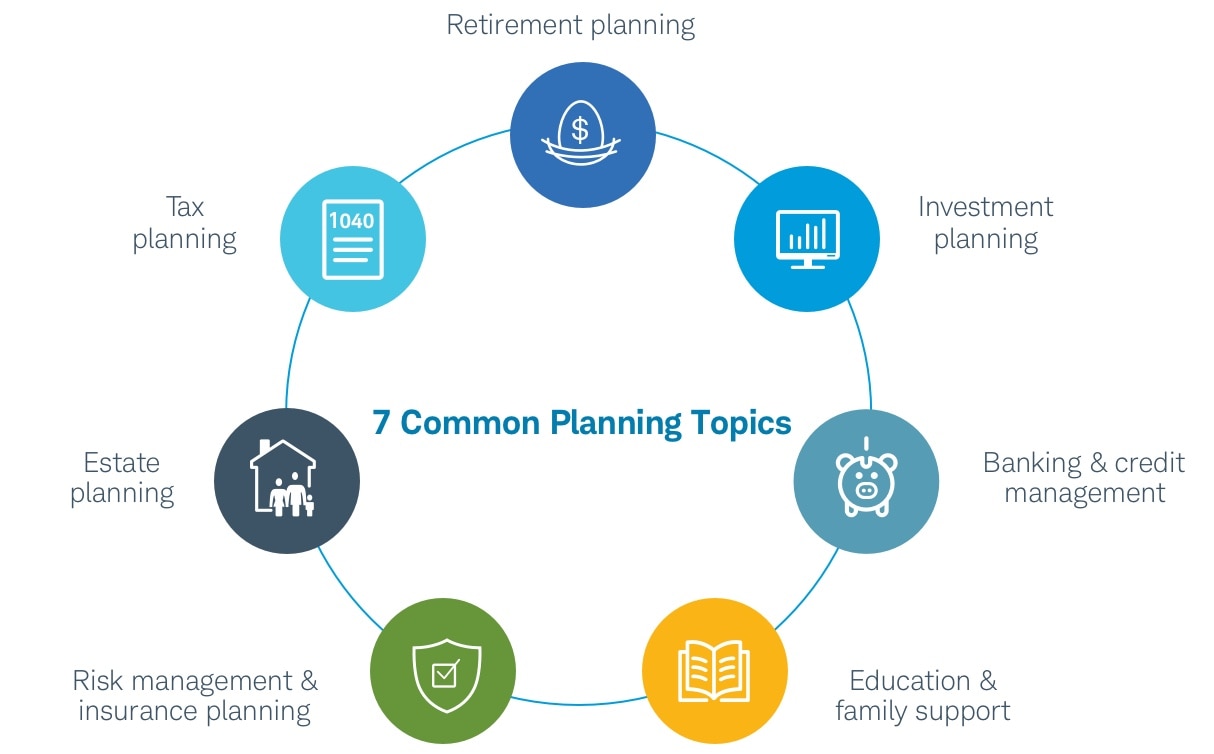 Retirement planning
$
Tax
planning
1040
Investment
planning
7 Common Planning Topics
Estate
planning
Banking & credit
management
Risk management &
insurance planning
Education &
family support